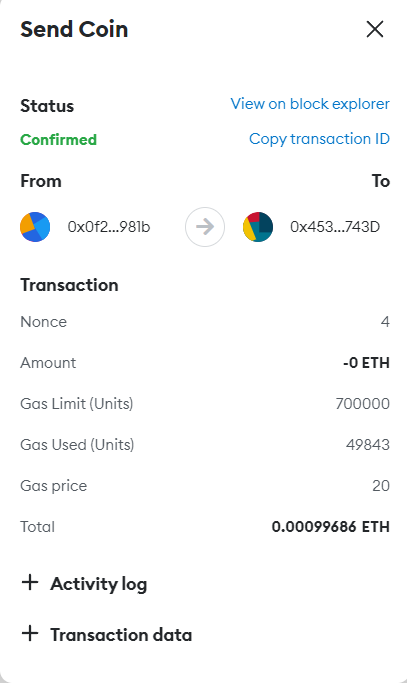 Send Coin
Status View on block explorer
Confirmed Copy transaction ID
From To
0x0f2...981b 0x453...743D
Transaction
Nonce 4
Amount -0 ETH
Gas Limit (Units) 700000
Gas Used (Units) 49843
Gas price 20
Total 0.00099686 ETH
+ Activity log
+ Transaction data